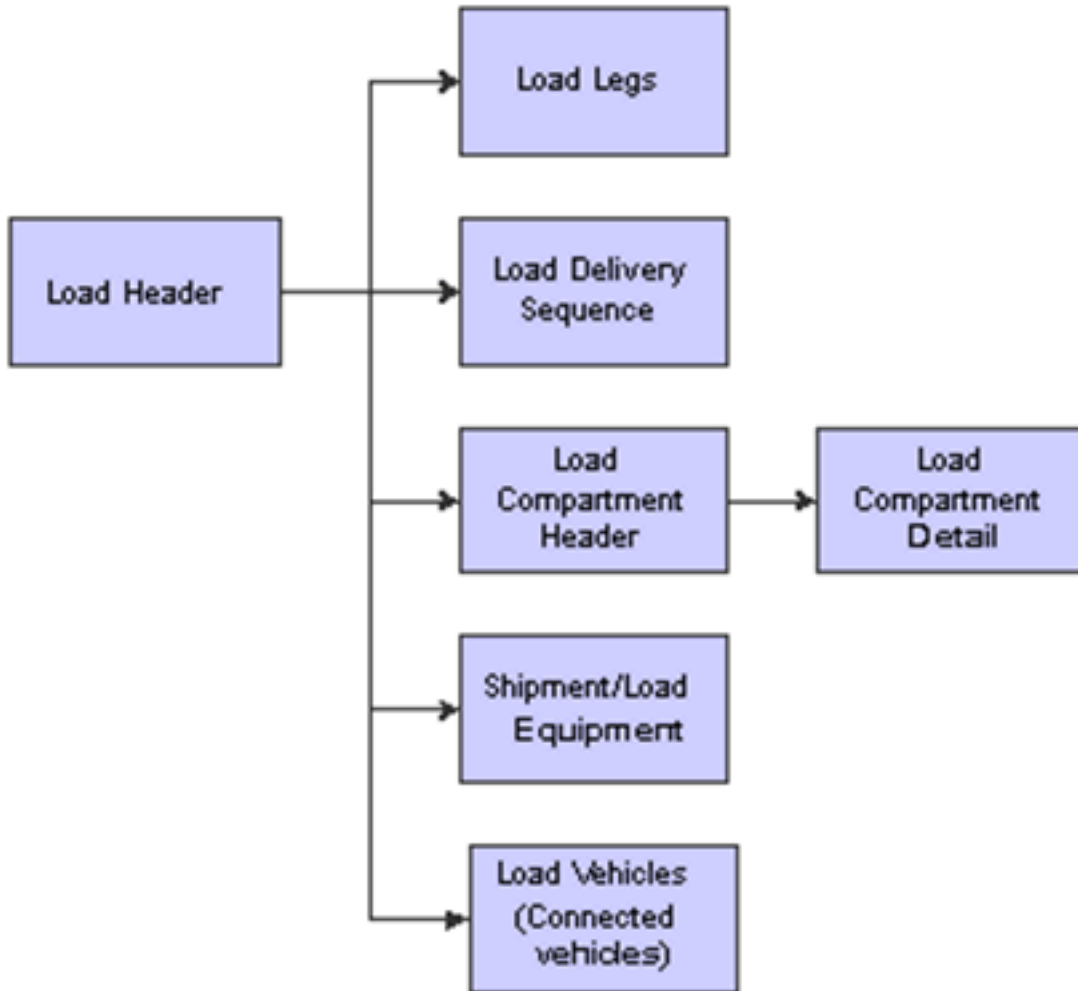 Load Legs
Load Header
Load Delivery
Sequence
Load
Compartment
Header
Load
Compartment
Detail
Shipment/Load
Equipment
Load Vehicles
(Connected
vehicles)